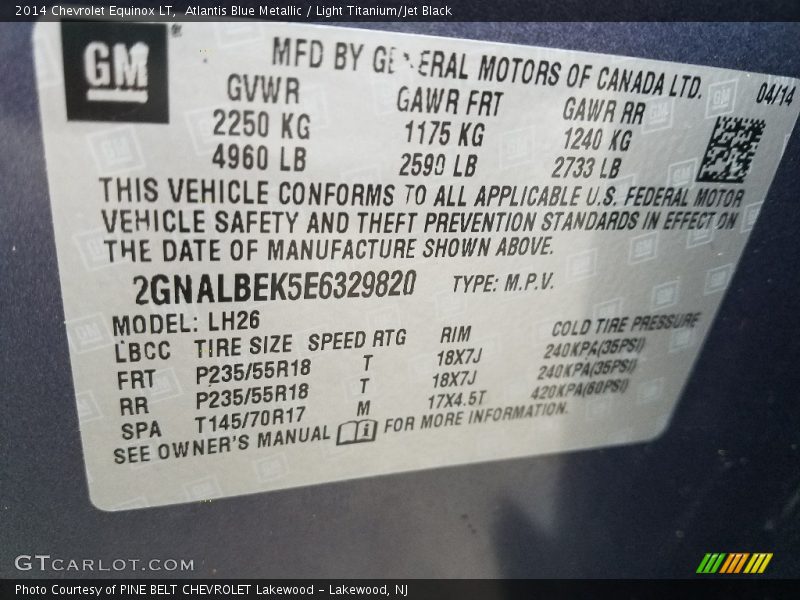 2014 Chevrolet Equinox LT,  Atlantis Blue Metallic / Light Titanium/Jet Black
GM
®
MFD BY GENERAL MOTORS OF CANADA LTD.
04/14
GVWR GAWR FRT GAWR RR
2250 KG 1175 KG 1240 KG
4960 LB 2590 LB 2733 LB
THIS VEHICLE CONFORMS TO ALL APPLICABLE U.S. FEDERAL MOTOR
VEHICLE SAFETY AND THEFT PREVENTION STANDARDS IN EFFECT ON
THE DATE OF MANUFACTURE SHOWN ABOVE.
2GNALBEK5E6329820 TYPE: M.P.V.
MODEL: LH26
LBCC TIRE SIZE SPEED RTG RIM COLD TIRE PRESSURE
FRT P235/55R18 T 18X7J 240KPA(35PSI)
RR P235/55R18 T 18X7J 240KPA(35PSI)
SPA T145/70R17 M 17X4.5T 420KPA(60PSI)
SEE OWNER'S MANUAL FOR MORE INFORMATION.
GTCARLOT.COM
Photo Courtesy of PINE BELT CHEVROLET Lakewood - Lakewood, NJ